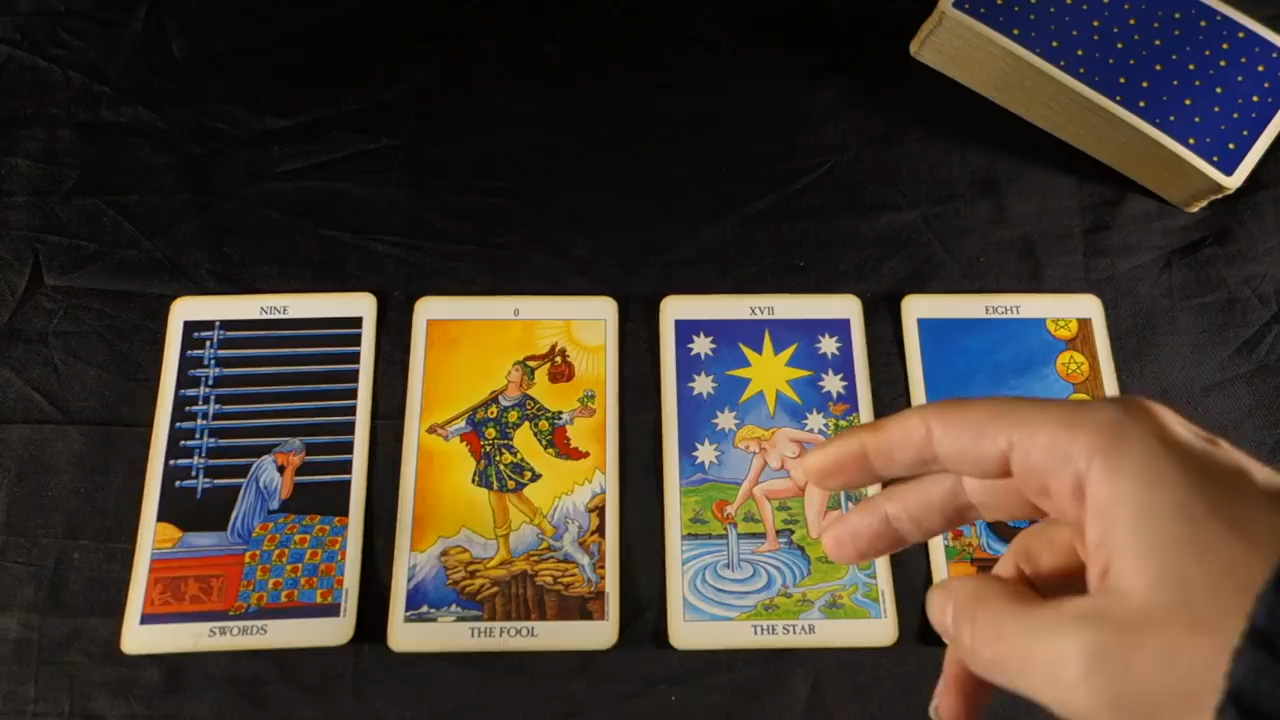 NINE
SWORDS
0
THE FOOL
XVII
THE STAR
EIGHT